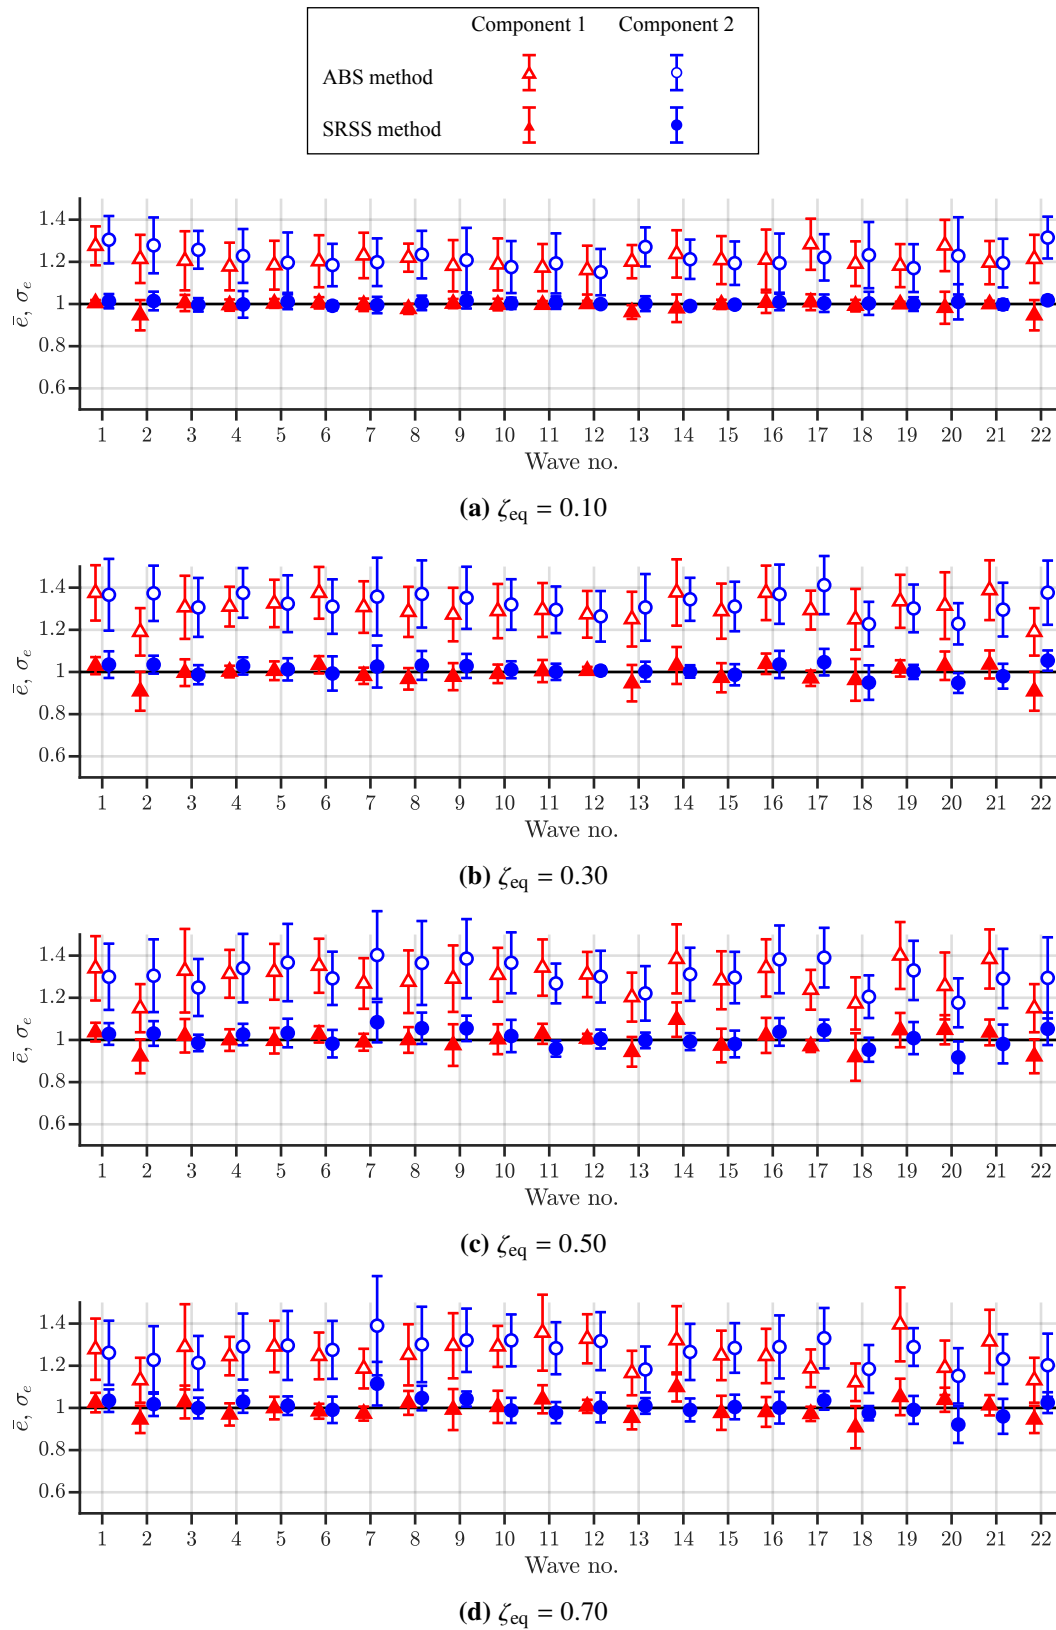 Component 1 Component 2
ABS method
SRSS method
1.4
1.2
1
0.8
0.6
ē, σₑ
1 2 3 4 5 6 7 8 9 10 11 12 13 14 15 16 17 18 19 20 21 22
Wave no.
(a) ζeq = 0.10
1.4
1.2
1
0.8
0.6
ē, σₑ
1 2 3 4 5 6 7 8 9 10 11 12 13 14 15 16 17 18 19 20 21 22
Wave no.
(b) ζeq = 0.30
1.4
1.2
1
0.8
0.6
ē, σₑ
1 2 3 4 5 6 7 8 9 10 11 12 13 14 15 16 17 18 19 20 21 22
Wave no.
(c) ζeq = 0.50
1.4
1.2
1
0.8
0.6
ē, σₑ
1 2 3 4 5 6 7 8 9 10 11 12 13 14 15 16 17 18 19 20 21 22
Wave no.
(d) ζeq = 0.70